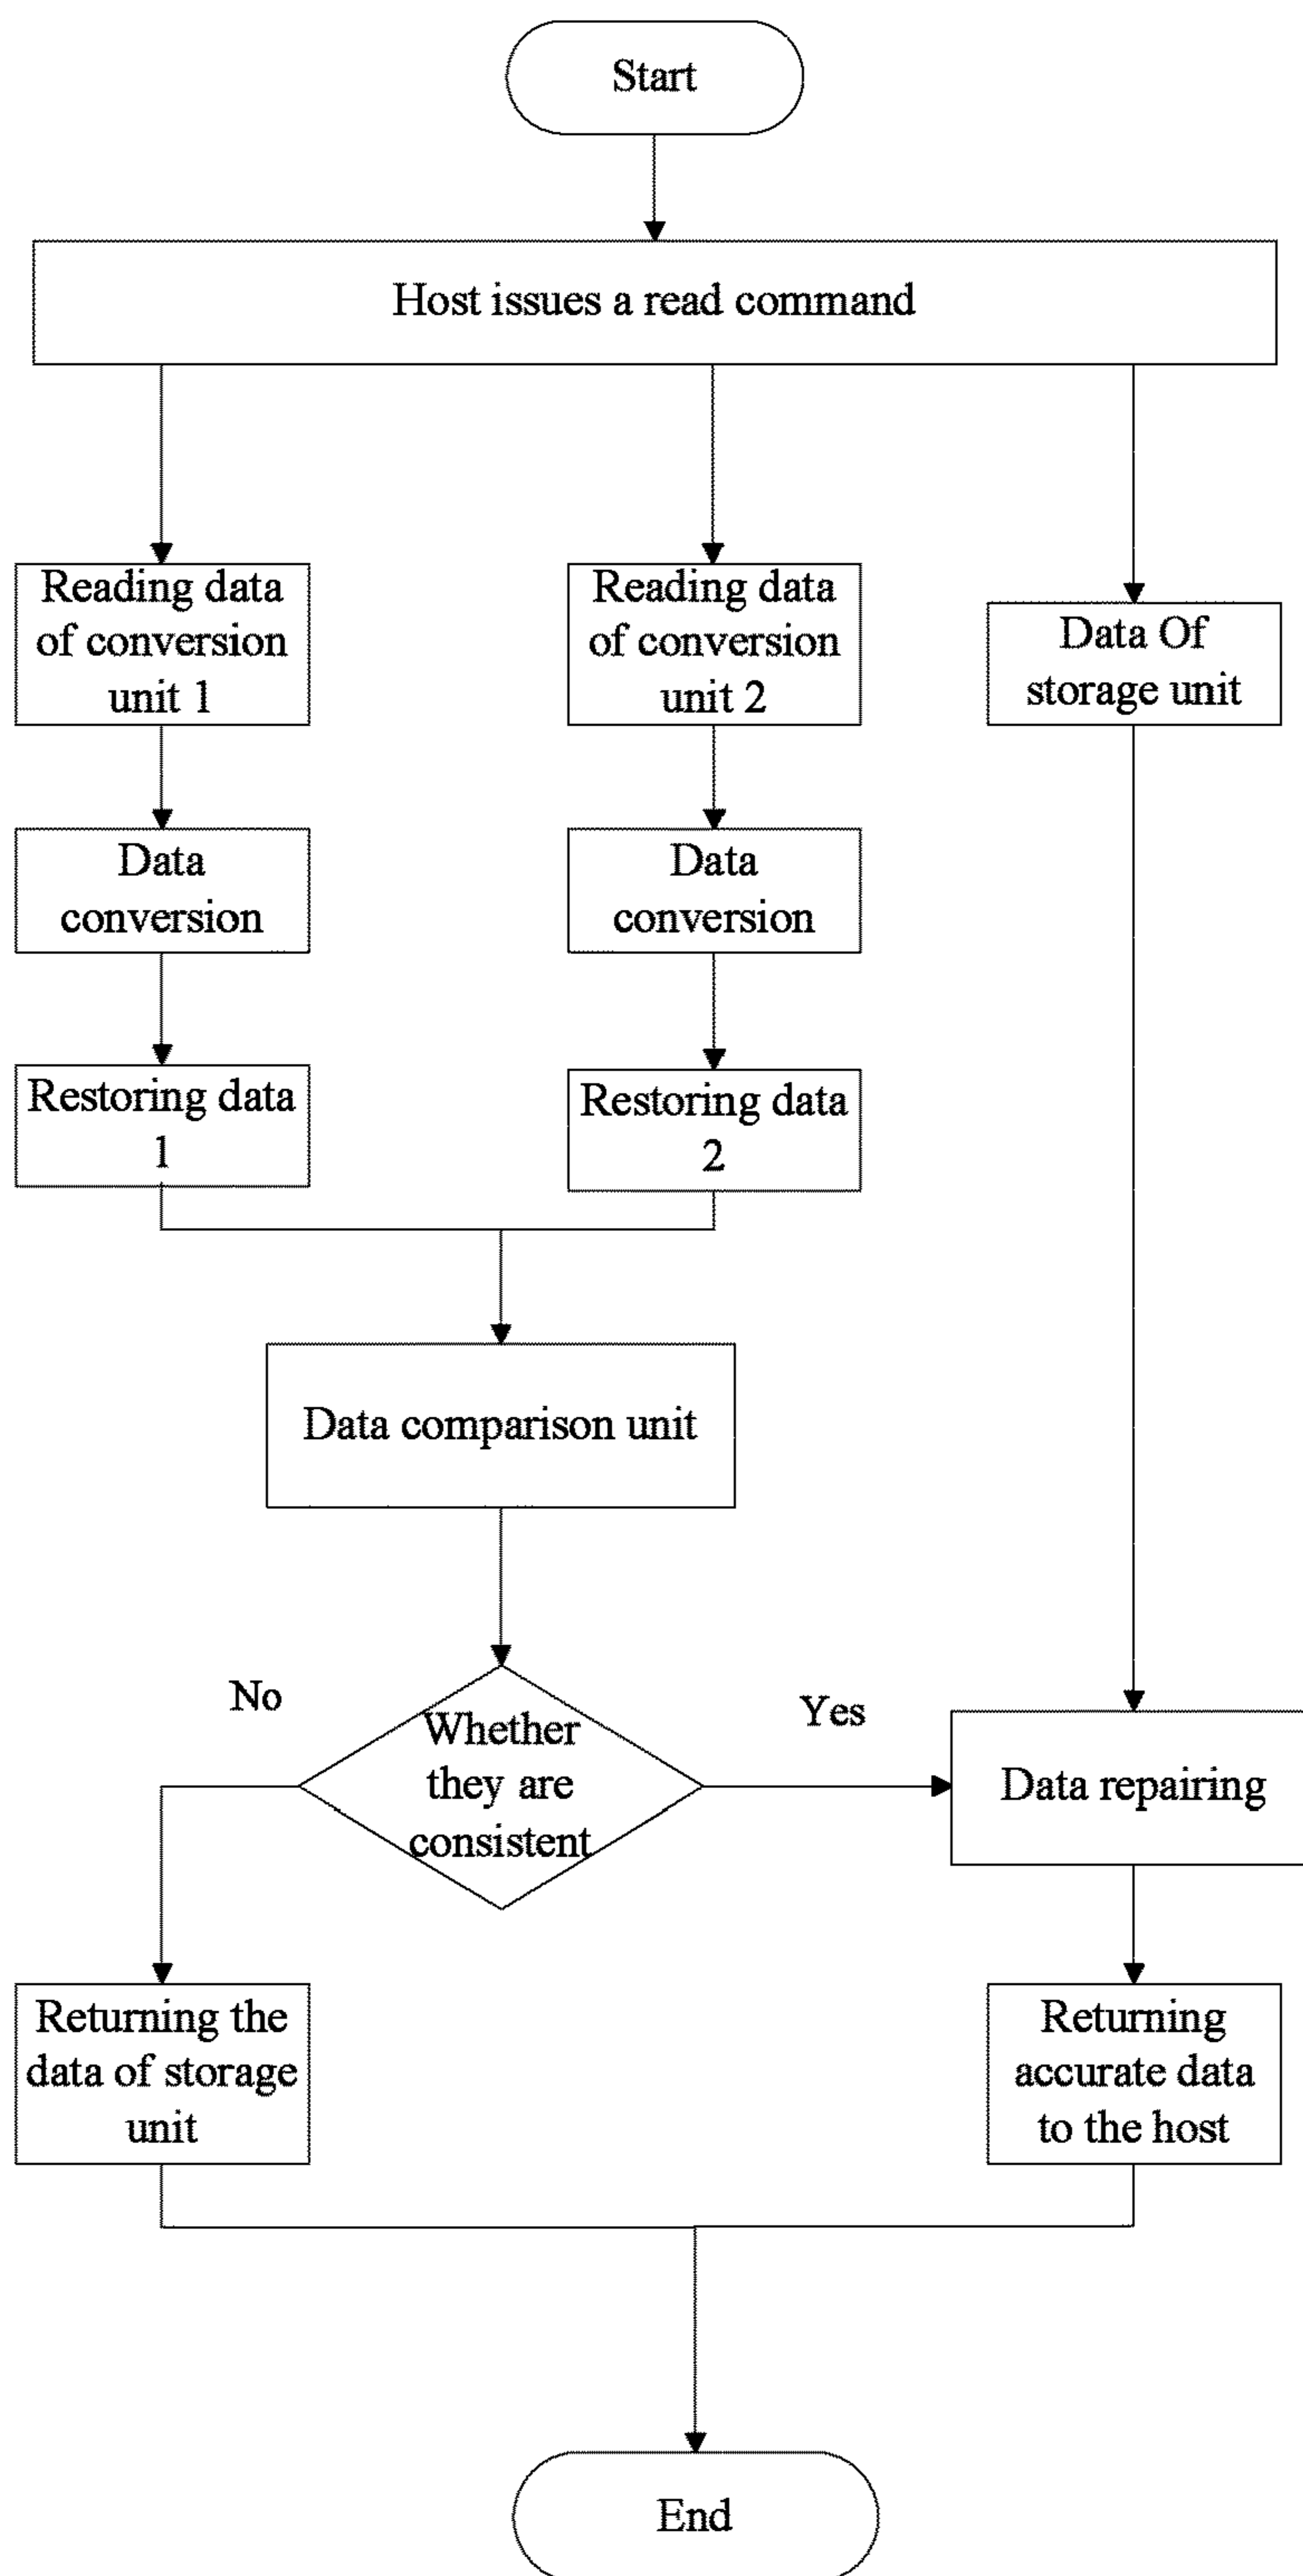 Start
Host issues a read command
Reading data
of conversion
unit 1
Reading data
of conversion
unit 2
Data Of
storage unit
Data
conversion
Data
conversion
Restoring data
1
Restoring data
2
Data comparison unit
No
Yes
Whether
they are
consistent
Data repairing
Returning the
data of storage
unit
Returning
accurate data
to the host
End